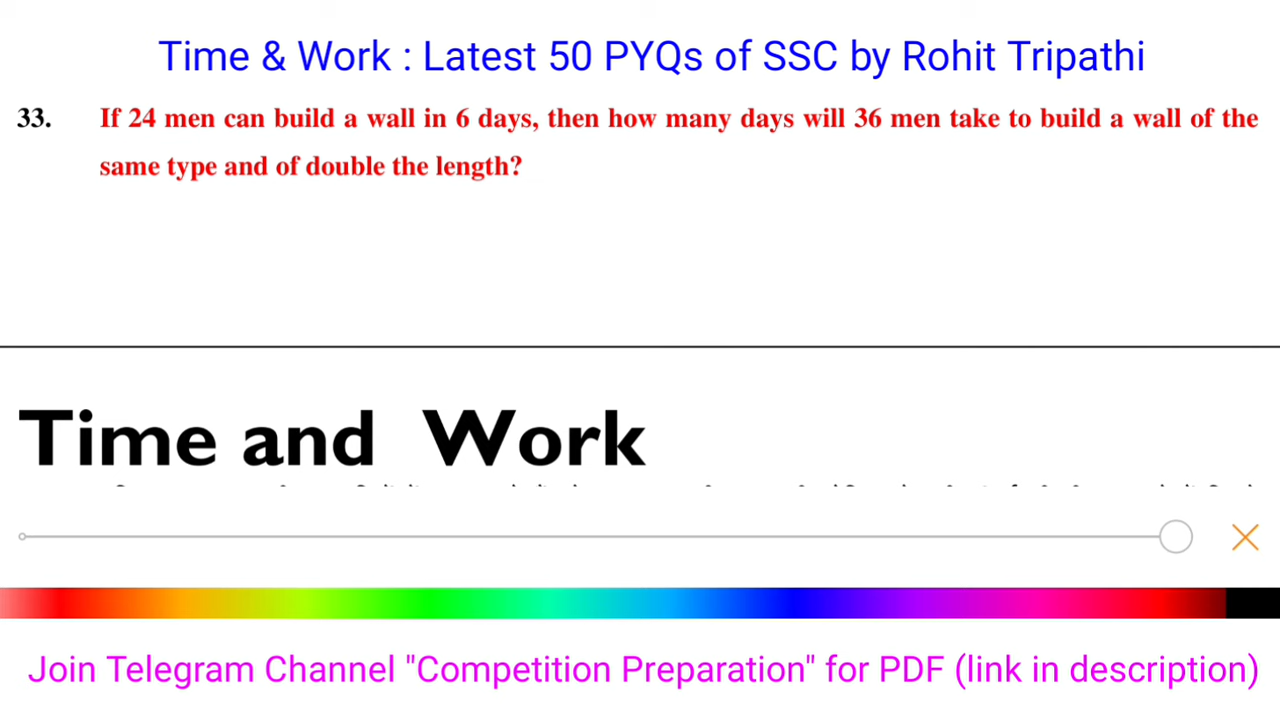 Time & Work : Latest 50 PYQs of SSC by Rohit Tripathi
33. If 24 men can build a wall in 6 days, then how many days will 36 men take to build a wall of the
same type and of double the length?
Time and Work
Join Telegram Channel "Competition Preparation" for PDF (link in description)